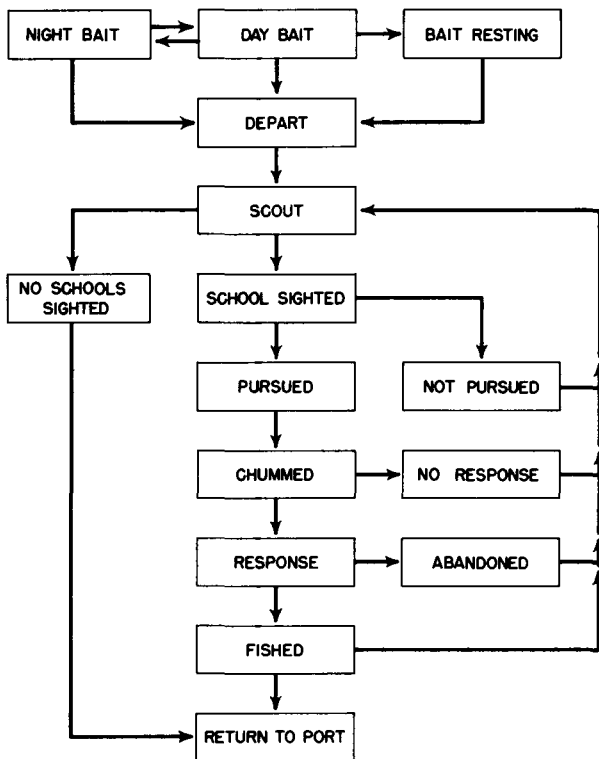 NIGHT BAIT
DAY BAIT
BAIT RESTING
DEPART
SCOUT
NO SCHOOLS
SIGHTED
SCHOOL SIGHTED
PURSUED
NOT PURSUED
CHUMMED
NO RESPONSE
RESPONSE
ABANDONED
FISHED
RETURN TO PORT